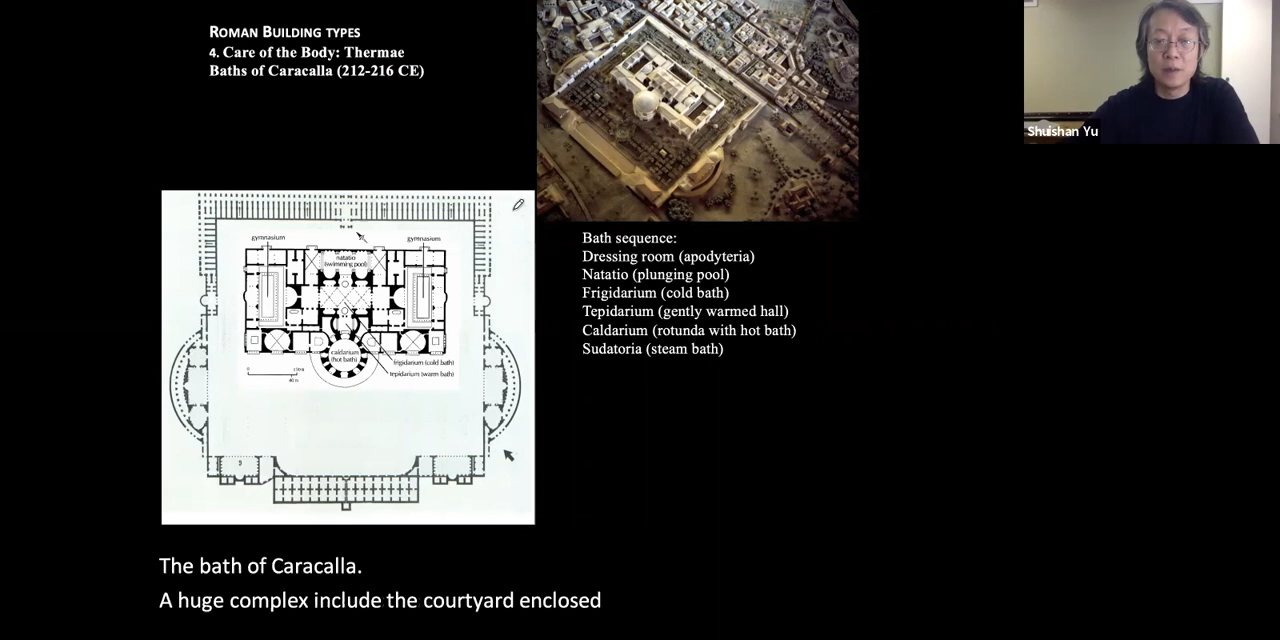 ROMAN BUILDING TYPES
4. Care of the Body: Thermae
Baths of Caracalla (212-216 CE)
Shuishan Yu
gymnasium
gymnasium
natatio
(swimming pool)
caldarium
(hot bath)
frigidarium (cold bath)
tepidarium (warm bath)
0
40 m
Bath sequence:
Dressing room (apodyteria)
Natatio (plunging pool)
Frigidarium (cold bath)
Tepidarium (gently warmed hall)
Caldarium (rotunda with hot bath)
Sudatoria (steam bath)
The bath of Caracalla.
A huge complex include the courtyard enclosed